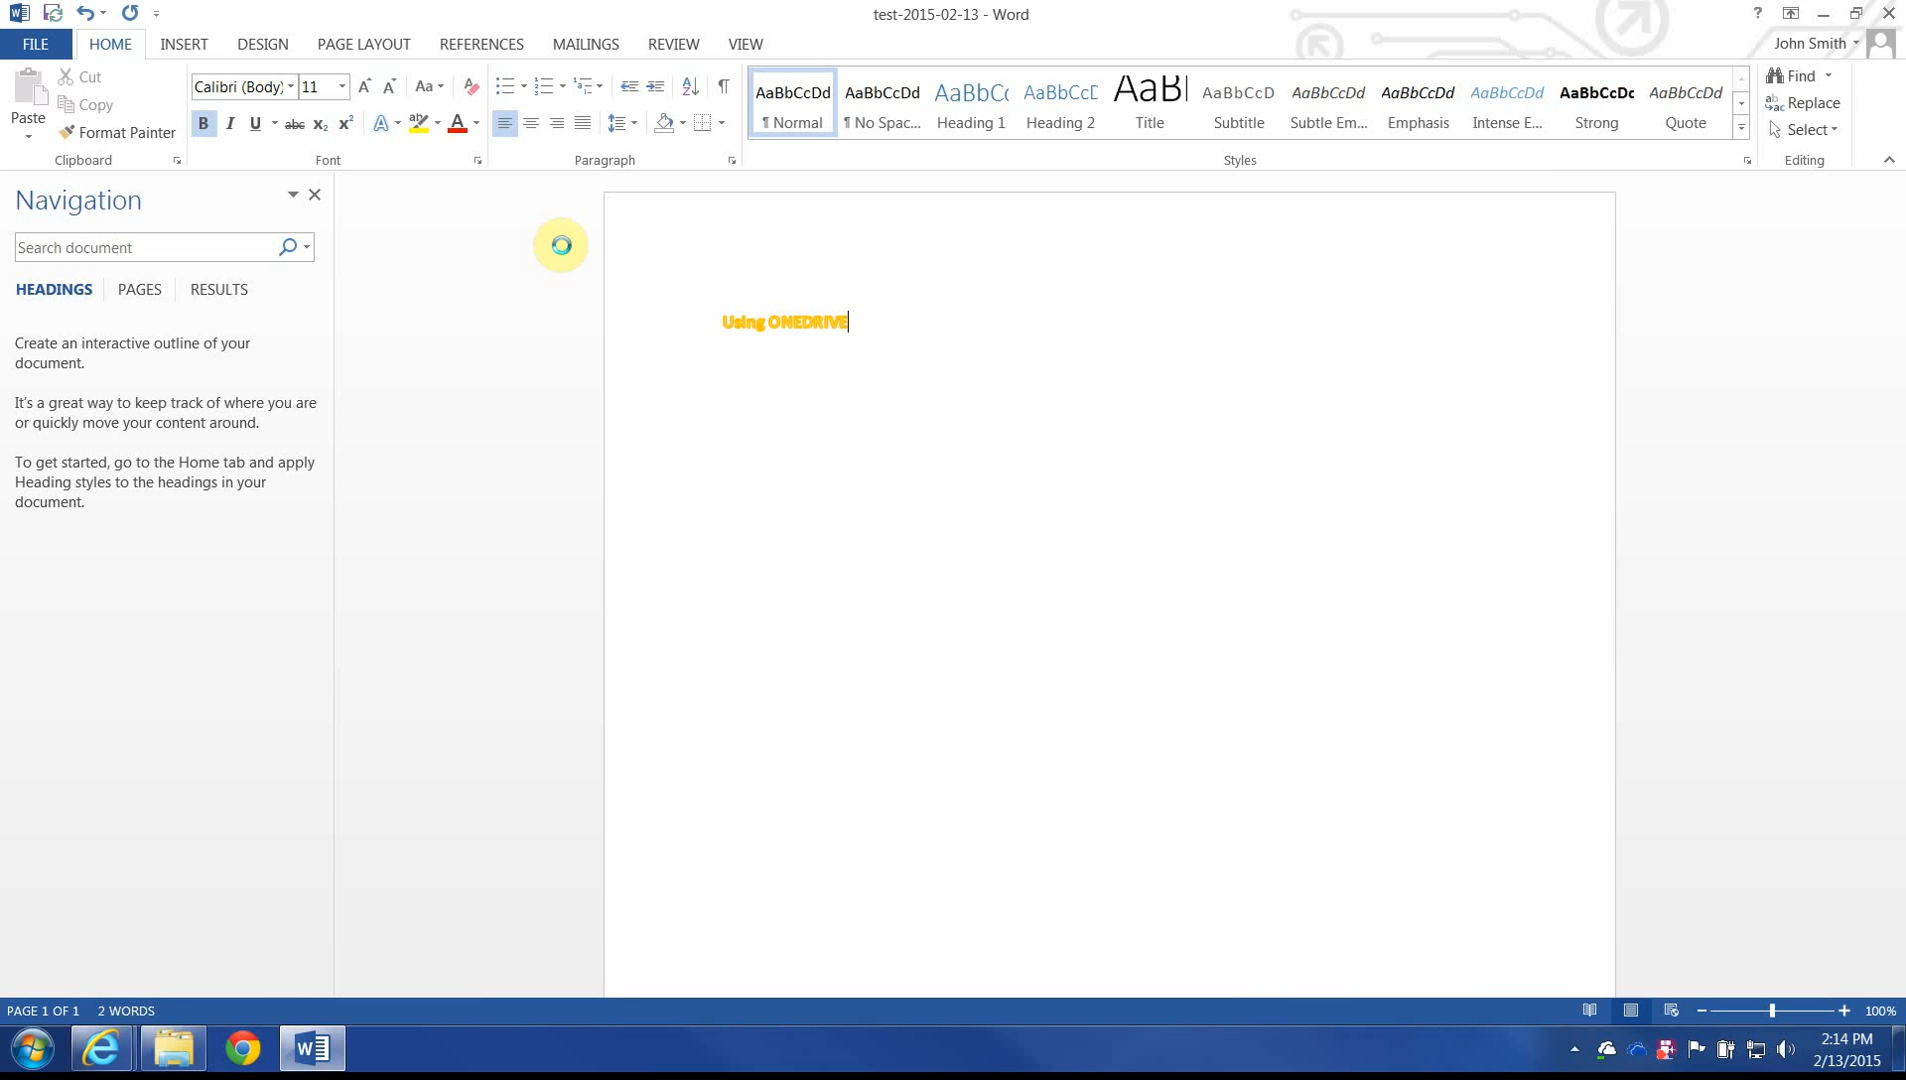 test-2015-02-13 - Word
FILE HOME INSERT DESIGN PAGE LAYOUT REFERENCES MAILINGS REVIEW VIEW
John Smith
Paste
Cut
Copy
Format Painter
Clipboard
Calibri (Body) 11
Aa
B I U abc x₂ x² A A
Font
Paragraph
AaBbCcDd AaBbCcDd AaBbCc AaBbCcD AaB AaBbCcD AaBbCcDd AaBbCcDd AaBbCcDd AaBbCcDc AaBbCcDd
¶ Normal ¶ No Spac... Heading 1 Heading 2 Title Subtitle Subtle Em... Emphasis Intense E... Strong Quote
Styles
Find
Replace
Select
Editing
Navigation
Search document
HEADINGS PAGES RESULTS
Create an interactive outline of your
document.
It's a great way to keep track of where you are
or quickly move your content around.
To get started, go to the Home tab and apply
Heading styles to the headings in your
document.
Using ONEDRIVE
PAGE 1 OF 1 2 WORDS
100%
2:14 PM
2/13/2015